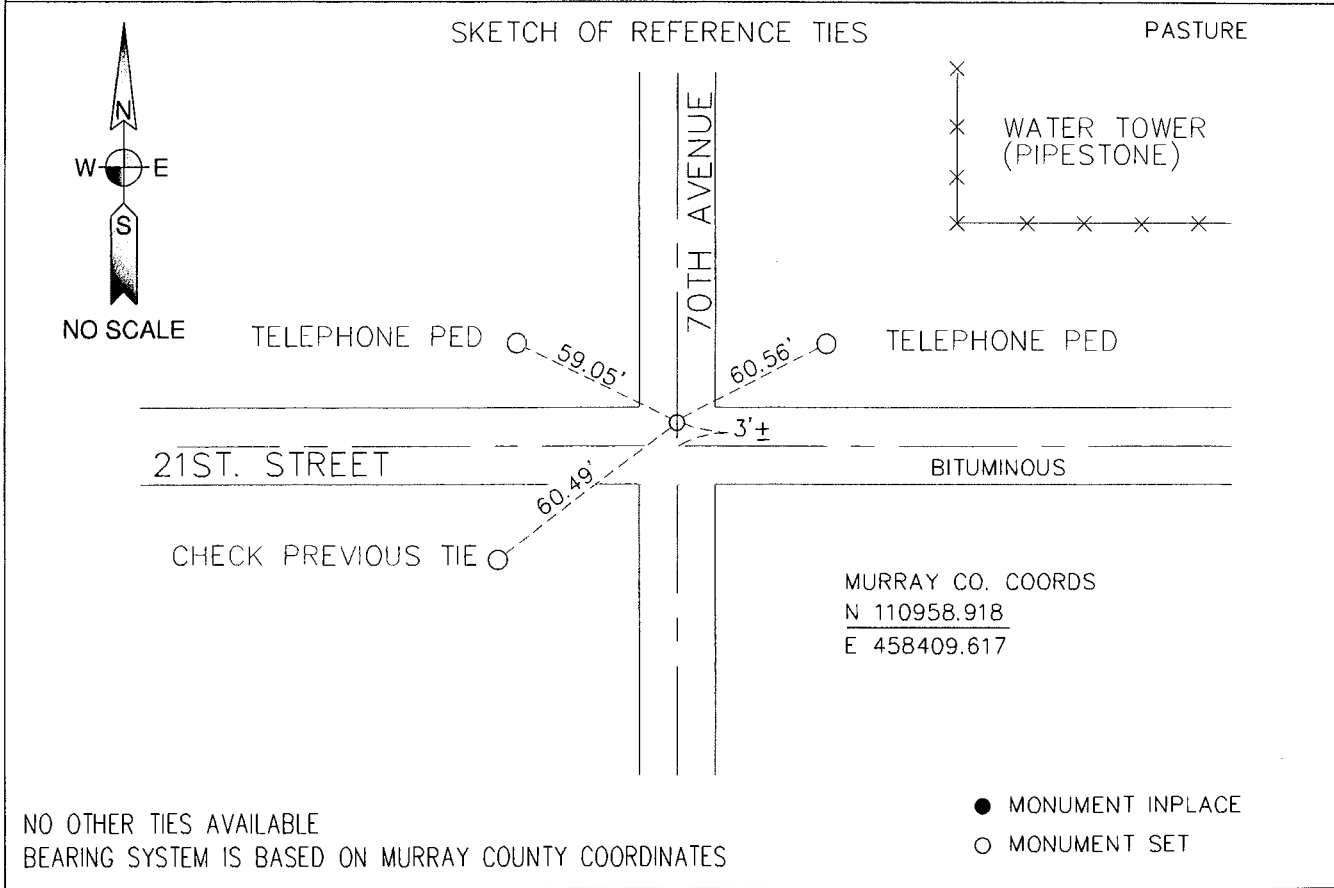 SKETCH OF REFERENCE TIES
PASTURE
N
W E
S
NO SCALE
70TH AVENUE
WATER TOWER
(PIPESTONE)
TELEPHONE PED
59.05'
60.56'
TELEPHONE PED
3'±
21ST. STREET
BITUMINOUS
60.49'
CHECK PREVIOUS TIE
MURRAY CO. COORDS
N 110958.918
E 458409.617
NO OTHER TIES AVAILABLE
BEARING SYSTEM IS BASED ON MURRAY COUNTY COORDINATES
● MONUMENT INPLACE
○ MONUMENT SET